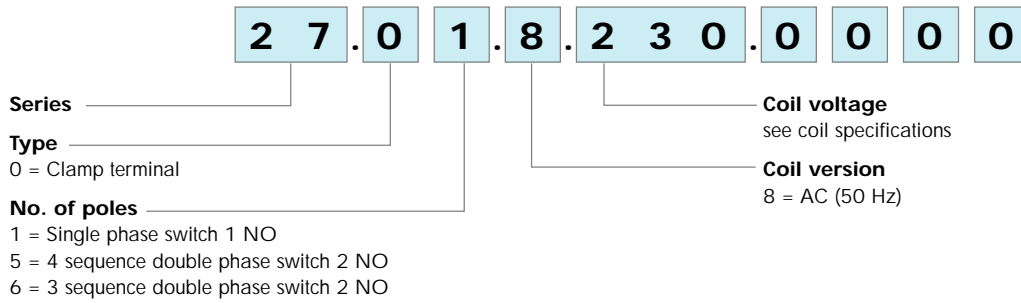 2 7 . 0 1 . 8 . 2 3 0 . 0 0 0 0
Series
Type
0 = Clamp terminal
No. of poles
1 = Single phase switch 1 NO
5 = 4 sequence double phase switch 2 NO
6 = 3 sequence double phase switch 2 NO
Coil voltage
see coil specifications
Coil version
8 = AC (50 Hz)